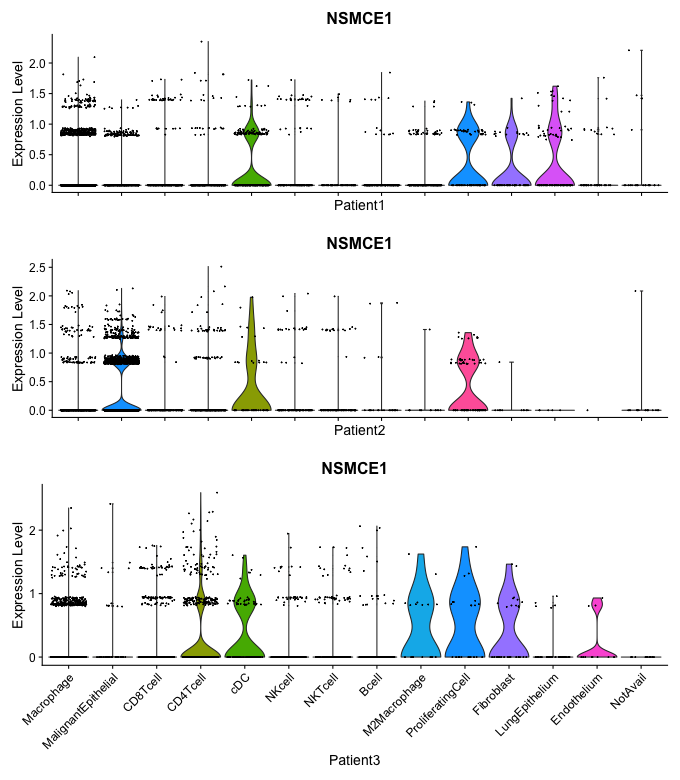 NSMCE1
Expression Level
2.0
1.5
1.0
0.5
0.0
Patient1
NSMCE1
Expression Level
2.5
2.0
1.5
1.0
0.5
0.0
Patient2
NSMCE1
Expression Level
2
1
0
Macrophage
MalignantEpithelial
CD8Tcell
CD4Tcell
cDC
NKcell
NKTcell
Bcell
M2Macrophage
ProliferatingCell
Fibroblast
LungEpithelium
Endothelium
NotAvail
Patient3